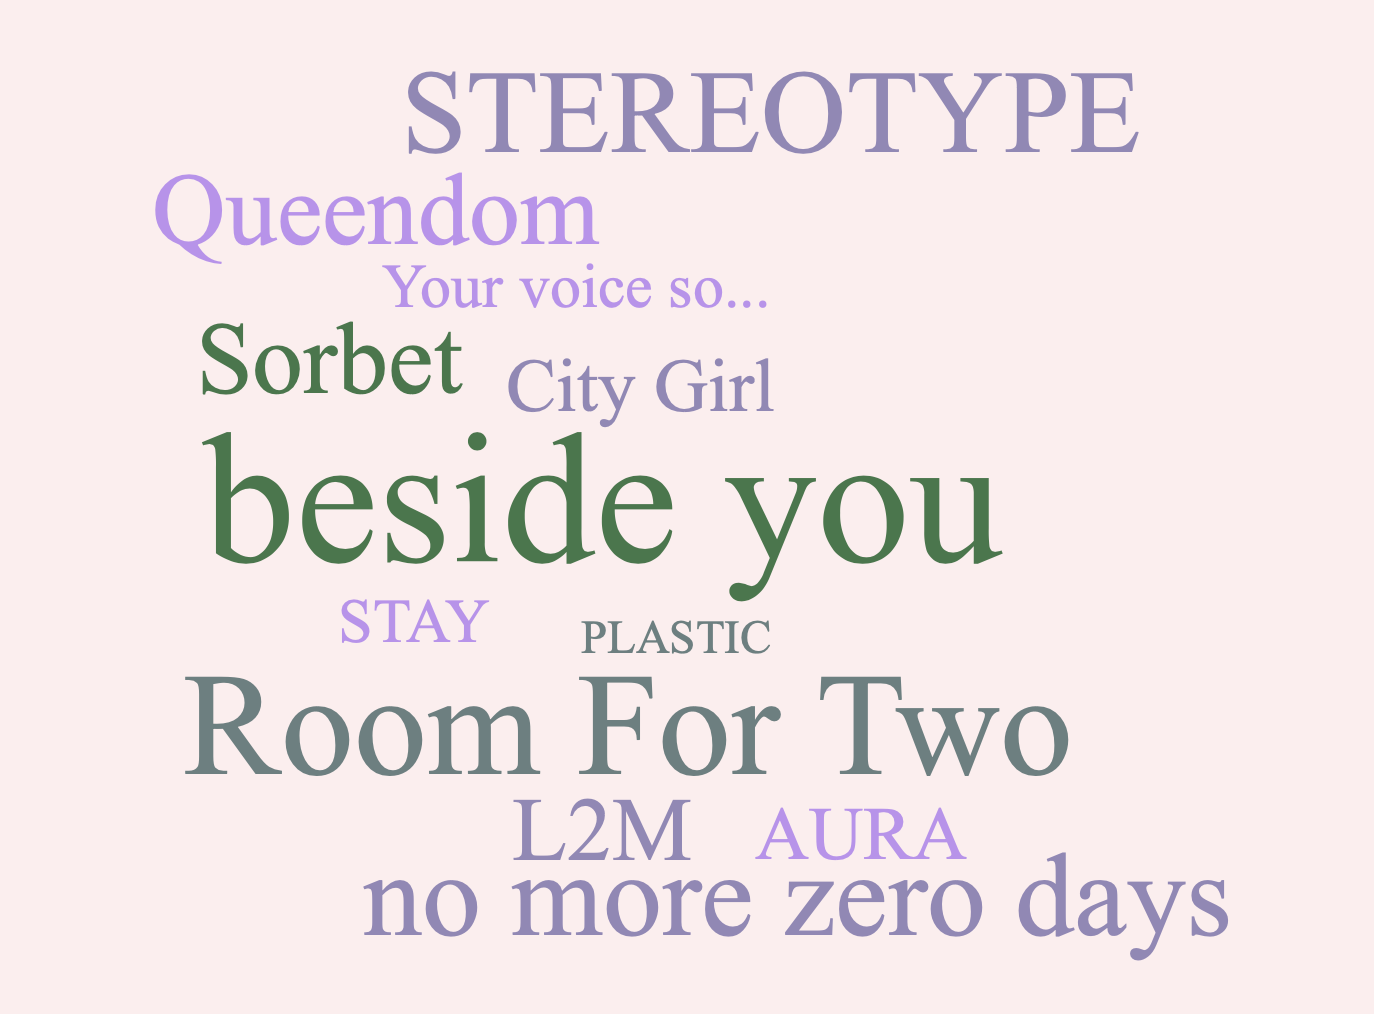 STEREOTYPE
Queendom
Your voice so...
Sorbet
City Girl
beside you
STAY
PLASTIC
Room For Two
L2M
AURA
no more zero days